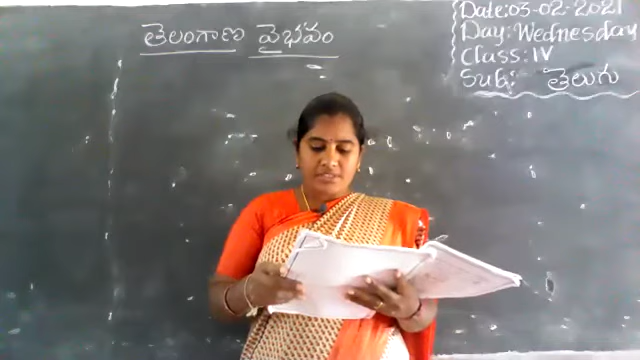 తెలంగాణ వైభవం
Date:03-02-2021
Day: Wednesday
Class: IV
Sub: తెలుగు